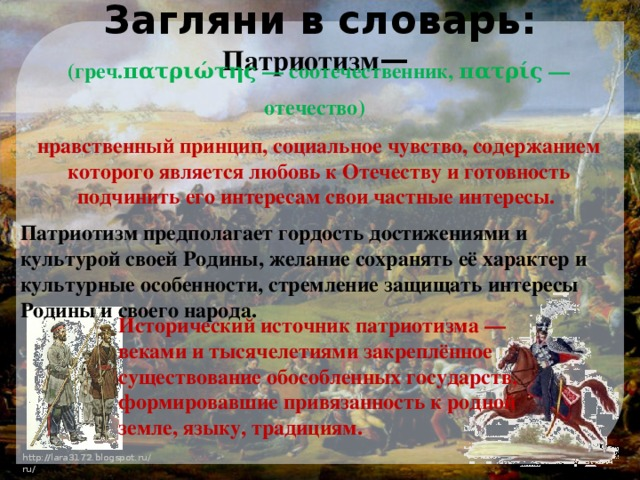 Загляни в словарь:
Патриотизм—
(греч.πατριώτης — соотечественник, πατρίς —
отечество)
нравственный принцип, социальное чувство, содержанием
которого является любовь к Отечеству и готовность
подчинить его интересам свои частные интересы.
Патриотизм предполагает гордость достижениями и
культурой своей Родины, желание сохранять её характер и
культурные особенности, стремление защищать интересы
Родины и своего народа.
Исторический источник патриотизма —
веками и тысячелетиями закреплённое
существование обособленных государств,
формировавшие привязанность к родной
земле, языку, традициям.
http://lara3172.blogspot.ru/
ru/